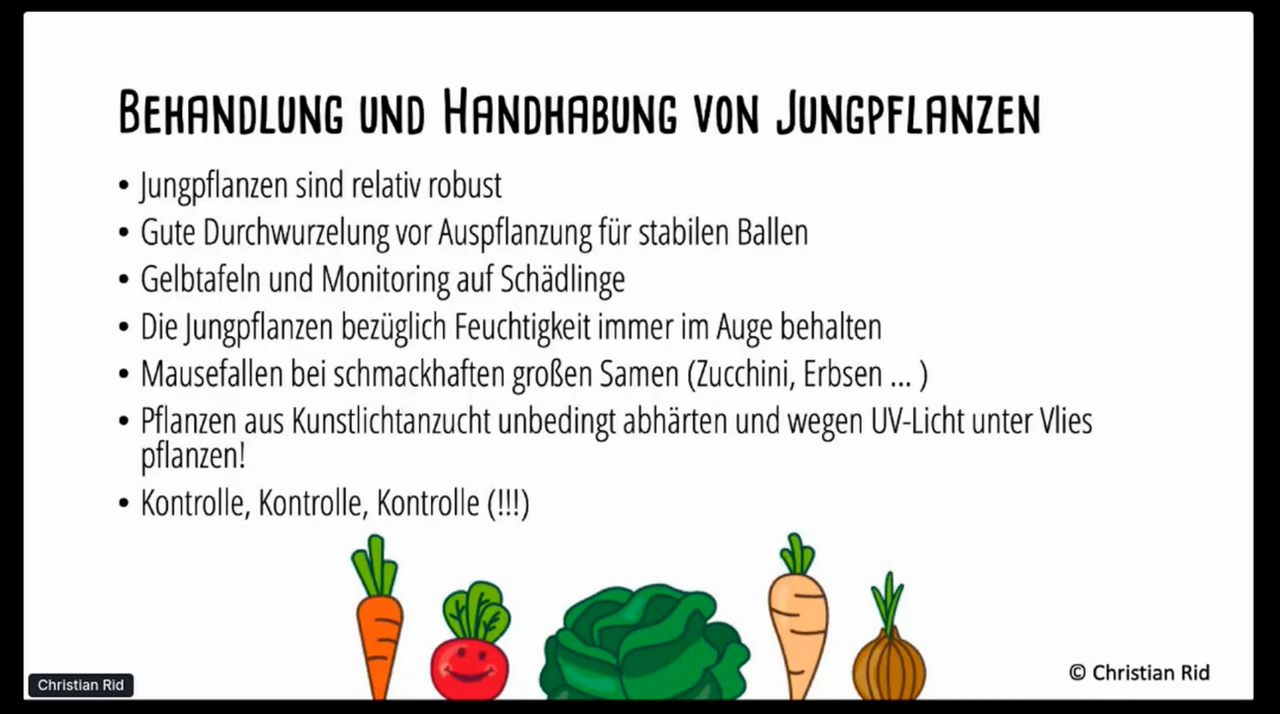 Behandlung und Handhabung von Jungpflanzen
• Jungpflanzen sind relativ robust
• Gute Durchwurzelung vor Auspflanzung für stabilen Ballen
• Gelbtafeln und Monitoring auf Schädlinge
• Die Jungpflanzen bezüglich Feuchtigkeit immer im Auge behalten
• Mausefallen bei schmackhaften großen Samen (Zucchini, Erbsen ... )
• Pflanzen aus Kunstlichtanzucht unbedingt abhärten und wegen UV-Licht unter Vlies
pflanzen!
• Kontrolle, Kontrolle, Kontrolle (!!!)
© Christian Rid
Christian Rid